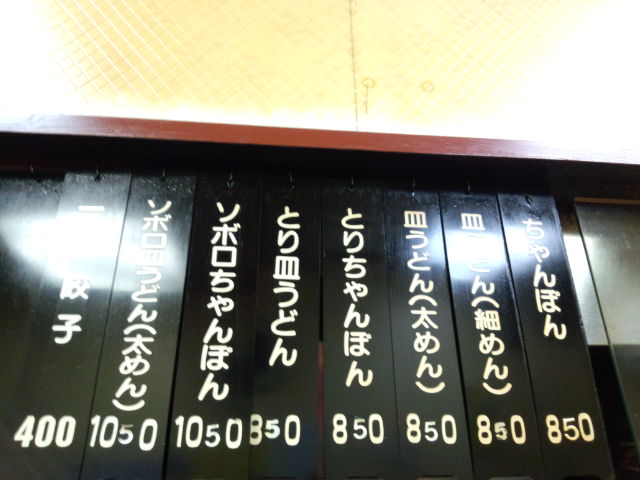 ちゃんぽん 850
皿うどん(細めん) 850
皿うどん(太めん) 850
とりちゃんぽん 850
とり皿うどん 850
ソボロちゃんぽん 1050
ソボロ皿うどん(太めん) 1050
餃子 400